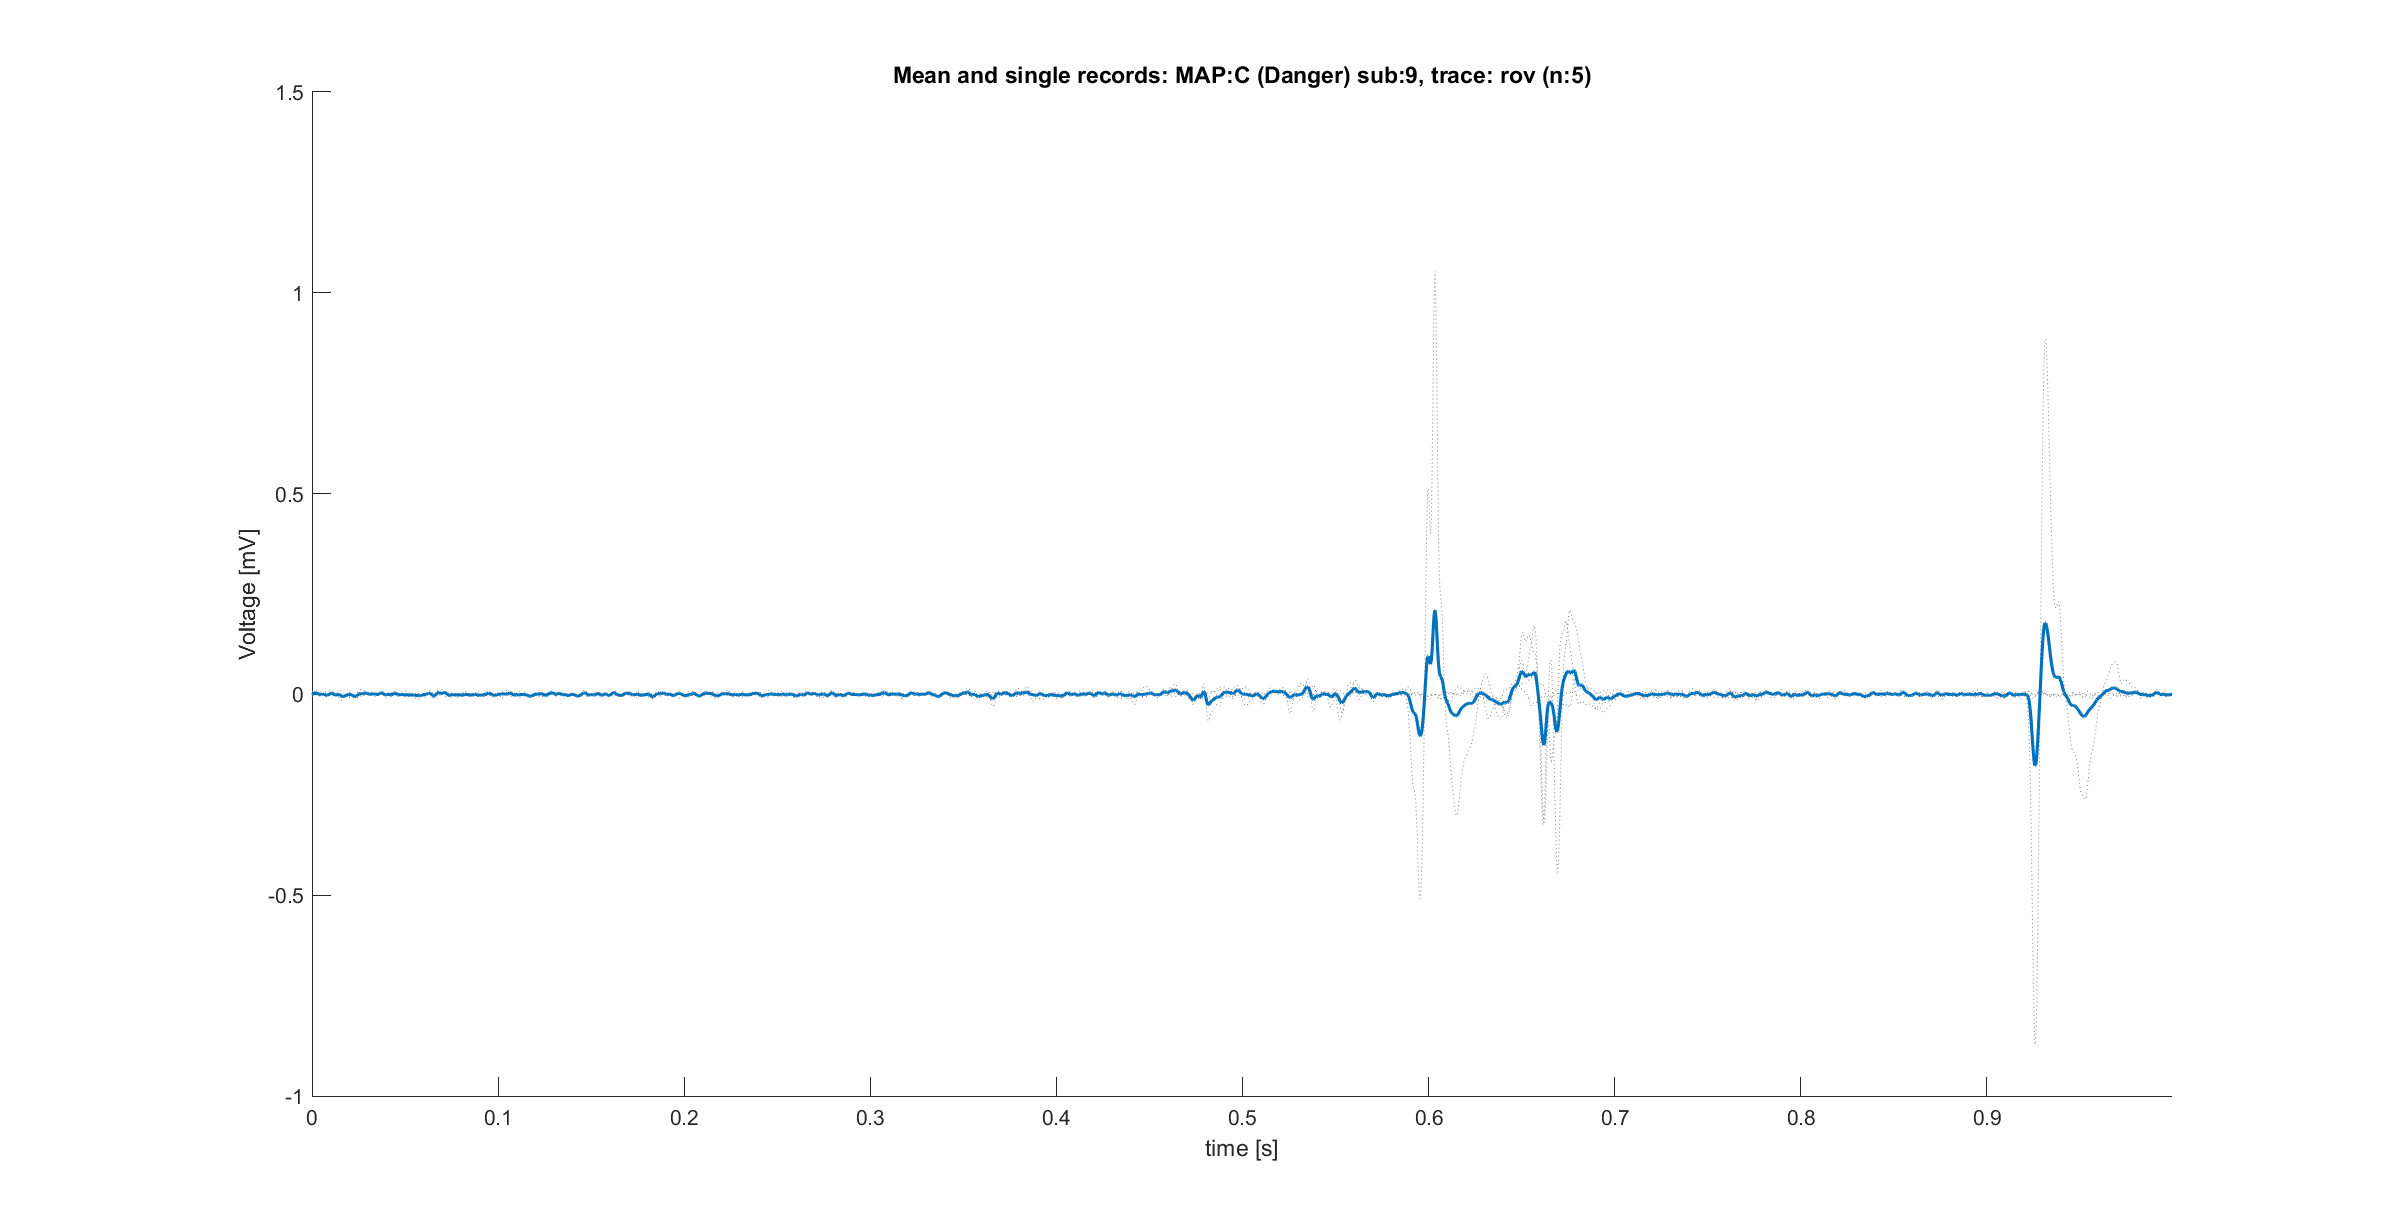 Mean and single records: MAP:C (Danger) sub:9, trace: rov (n:5)
1.5
1
0.5
0
-0.5
-1
Voltage [mV]
0 0.1 0.2 0.3 0.4 0.5 0.6 0.7 0.8 0.9
time [s]